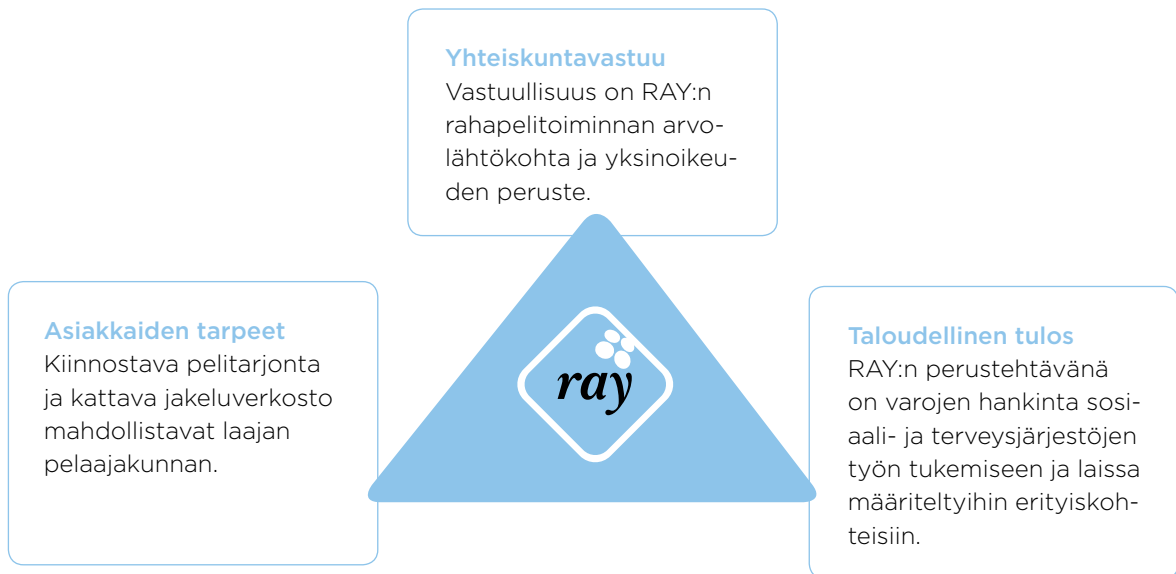 Yhteiskuntavastuu
Vastuullisuus on RAY:n
rahapelitoiminnan arvo-
lähtökohta ja yksinoikeu-
den peruste.
Asiakkaiden tarpeet
Kiinnostava pelitarjonta
ja kattava jakeluverkosto
mahdollistavat laajan
pelaajakunnan.
ray
Taloudellinen tulos
RAY:n perustehtävänä
on varojen hankinta sosi-
aali- ja terveysjärjestöjen
työn tukemiseen ja laissa
määriteltyihin erityiskoh-
teisiin.